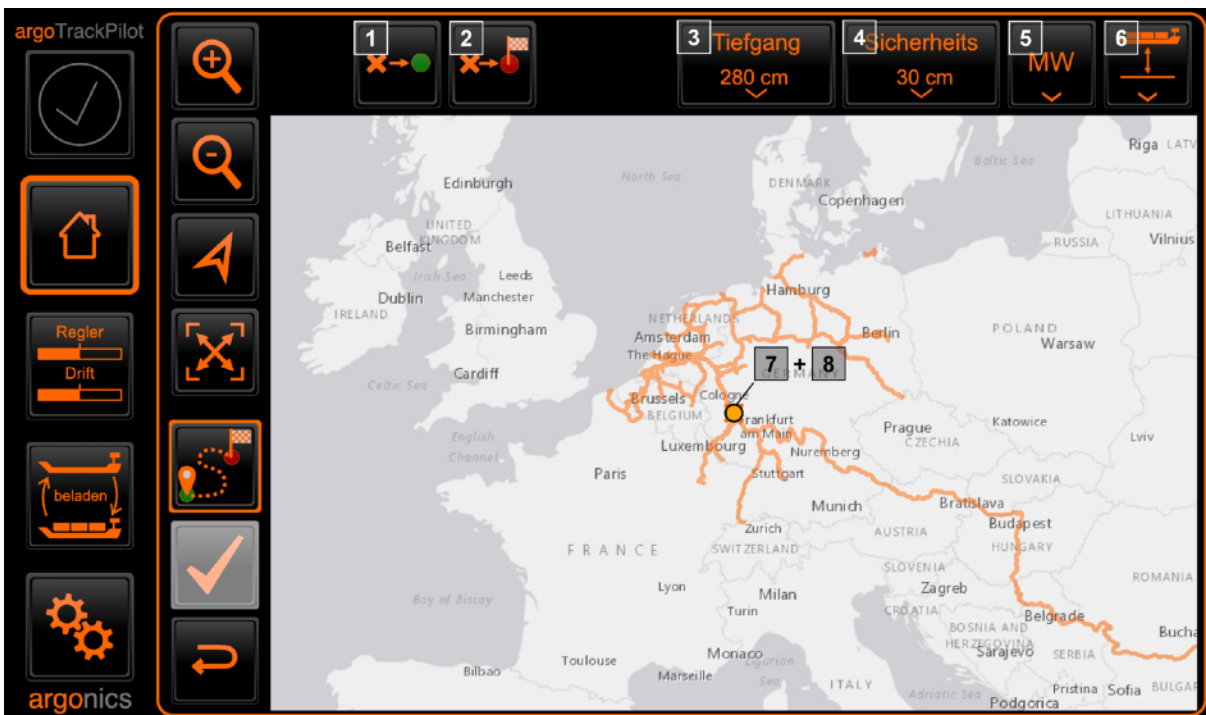 argoTrackPilot
1
2
3 Tiefgang
280 cm
4 Sicherheits
30 cm
5 MW
6
Regler
Drift
beladen
argonics
Riga LATV
Baltic Sea
North Sea
DENMARK
Edinburgh
Copenhagen
LITHUANIA
UNITED
KINGDOM
Belfast
RUSSIA
Vilnius
Irish Sea
Leeds
Dublin
Manchester
Hamburg
IRELAND
NETHERLANDS
Birmingham
Amsterdam
Berlin
POLAND
Warsaw
The Hague
7 + 8
GERMANY
Cardiff
Celtic Sea
Brussels
Cologne
BELGIUM
Frankfurt
am Main
Prague
Katowice
CZECHIA
Lviv
English
Channel
Luxembourg
Nuremberg
Paris
Stuttgart
SLOVAKIA
Munich
Bratislava
Zurich
AUSTRIA
Budapest
HUNGARY
FRANCE
SWITZERLAND
SLOVENIA
ROMANIA
Lyon
Milan
Zagreb
Bay of Biscay
Turin
CROATIA
Belgrade
BOSNIA AND
HERZEGOVINA
Bucha
Monaco
Sarajevo
SERBIA
Toulouse
Ligurian
Sea
Bilbao
Marseille
ITALY
Adriatic Sea
Pristina
Sofia
BULGAR
Podgorica